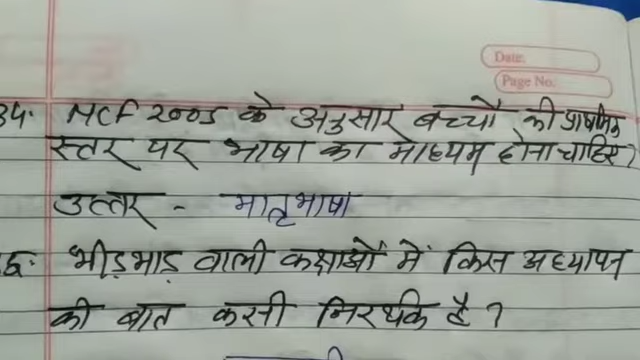 Date.
Page No.
34. NCF 2005 के अनुसार बच्चों की प्राथमिक
स्तर पर भाषा का माध्यम होना चाहिए?
उत्तर - मातृभाषा
भीड़भाड़ वाली कक्षाओं में किस अध्यापन
की बात करनी निरर्थक है?